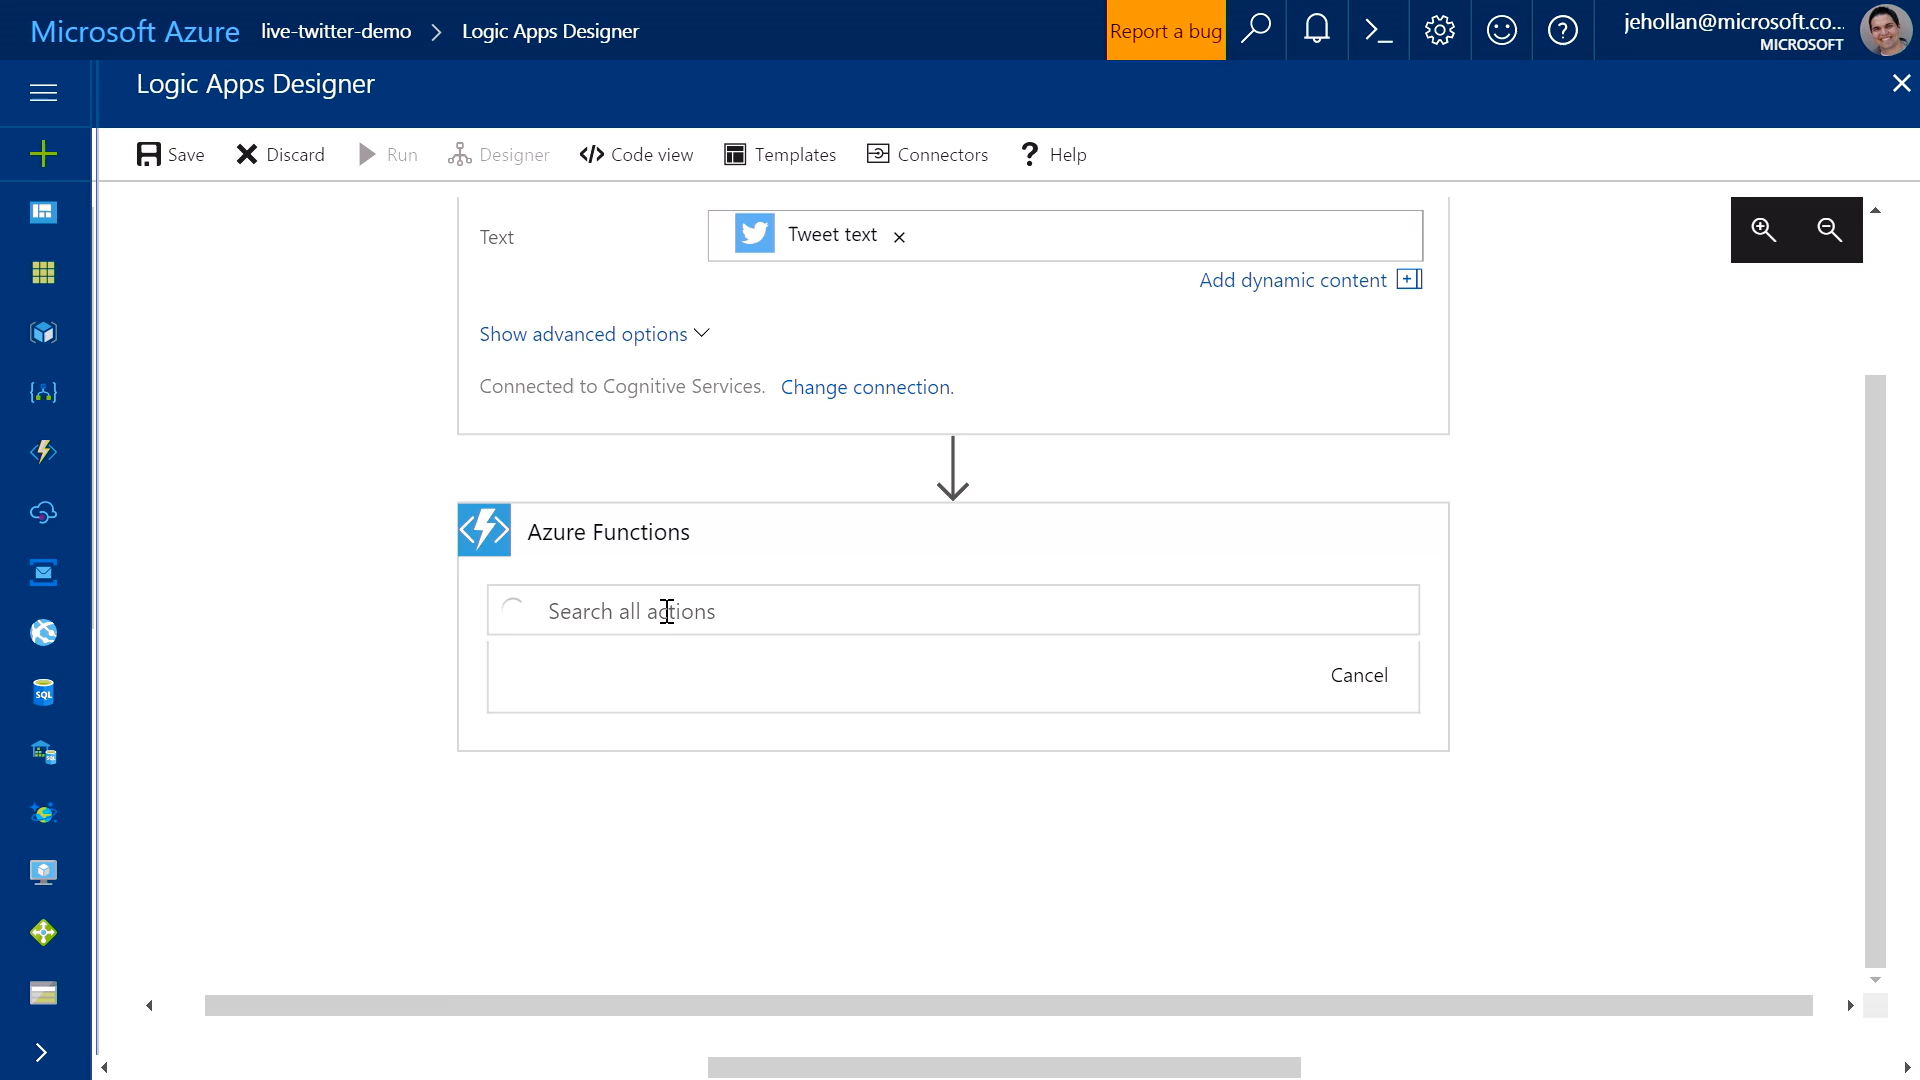 Microsoft Azure live-twitter-demo > Logic Apps Designer Report a bug >_ jehollan@microsoft.co...
MICROSOFT
Logic Apps Designer
Save Discard Run Designer Code view Templates Connectors Help
Text Tweet text ×
Add dynamic content
Show advanced options
Connected to Cognitive Services. Change connection.
Azure Functions
Search all actions
Cancel
SQL